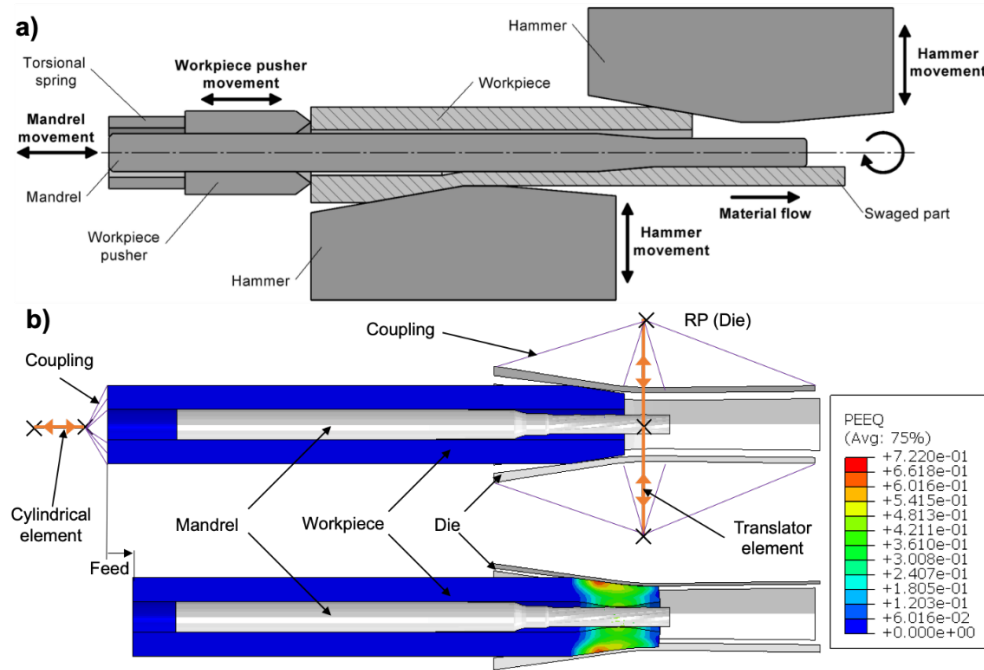 a)
Hammer
Torsional
spring
Workpiece pusher
movement
Workpiece
Hammer
movement
Mandrel
movement
Mandrel
Material flow
Workpiece
pusher
Hammer
movement
Swaged part
Hammer
b)
Coupling
RP (Die)
Coupling
Cylindrical
element
Mandrel
Workpiece
Die
Translator
element
Feed
PEEQ
(Avg: 75%)
+7.220e-01
+6.618e-01
+6.016e-01
+5.415e-01
+4.813e-01
+4.211e-01
+3.610e-01
+3.008e-01
+2.407e-01
+1.805e-01
+1.203e-01
+6.016e-02
+0.000e+00